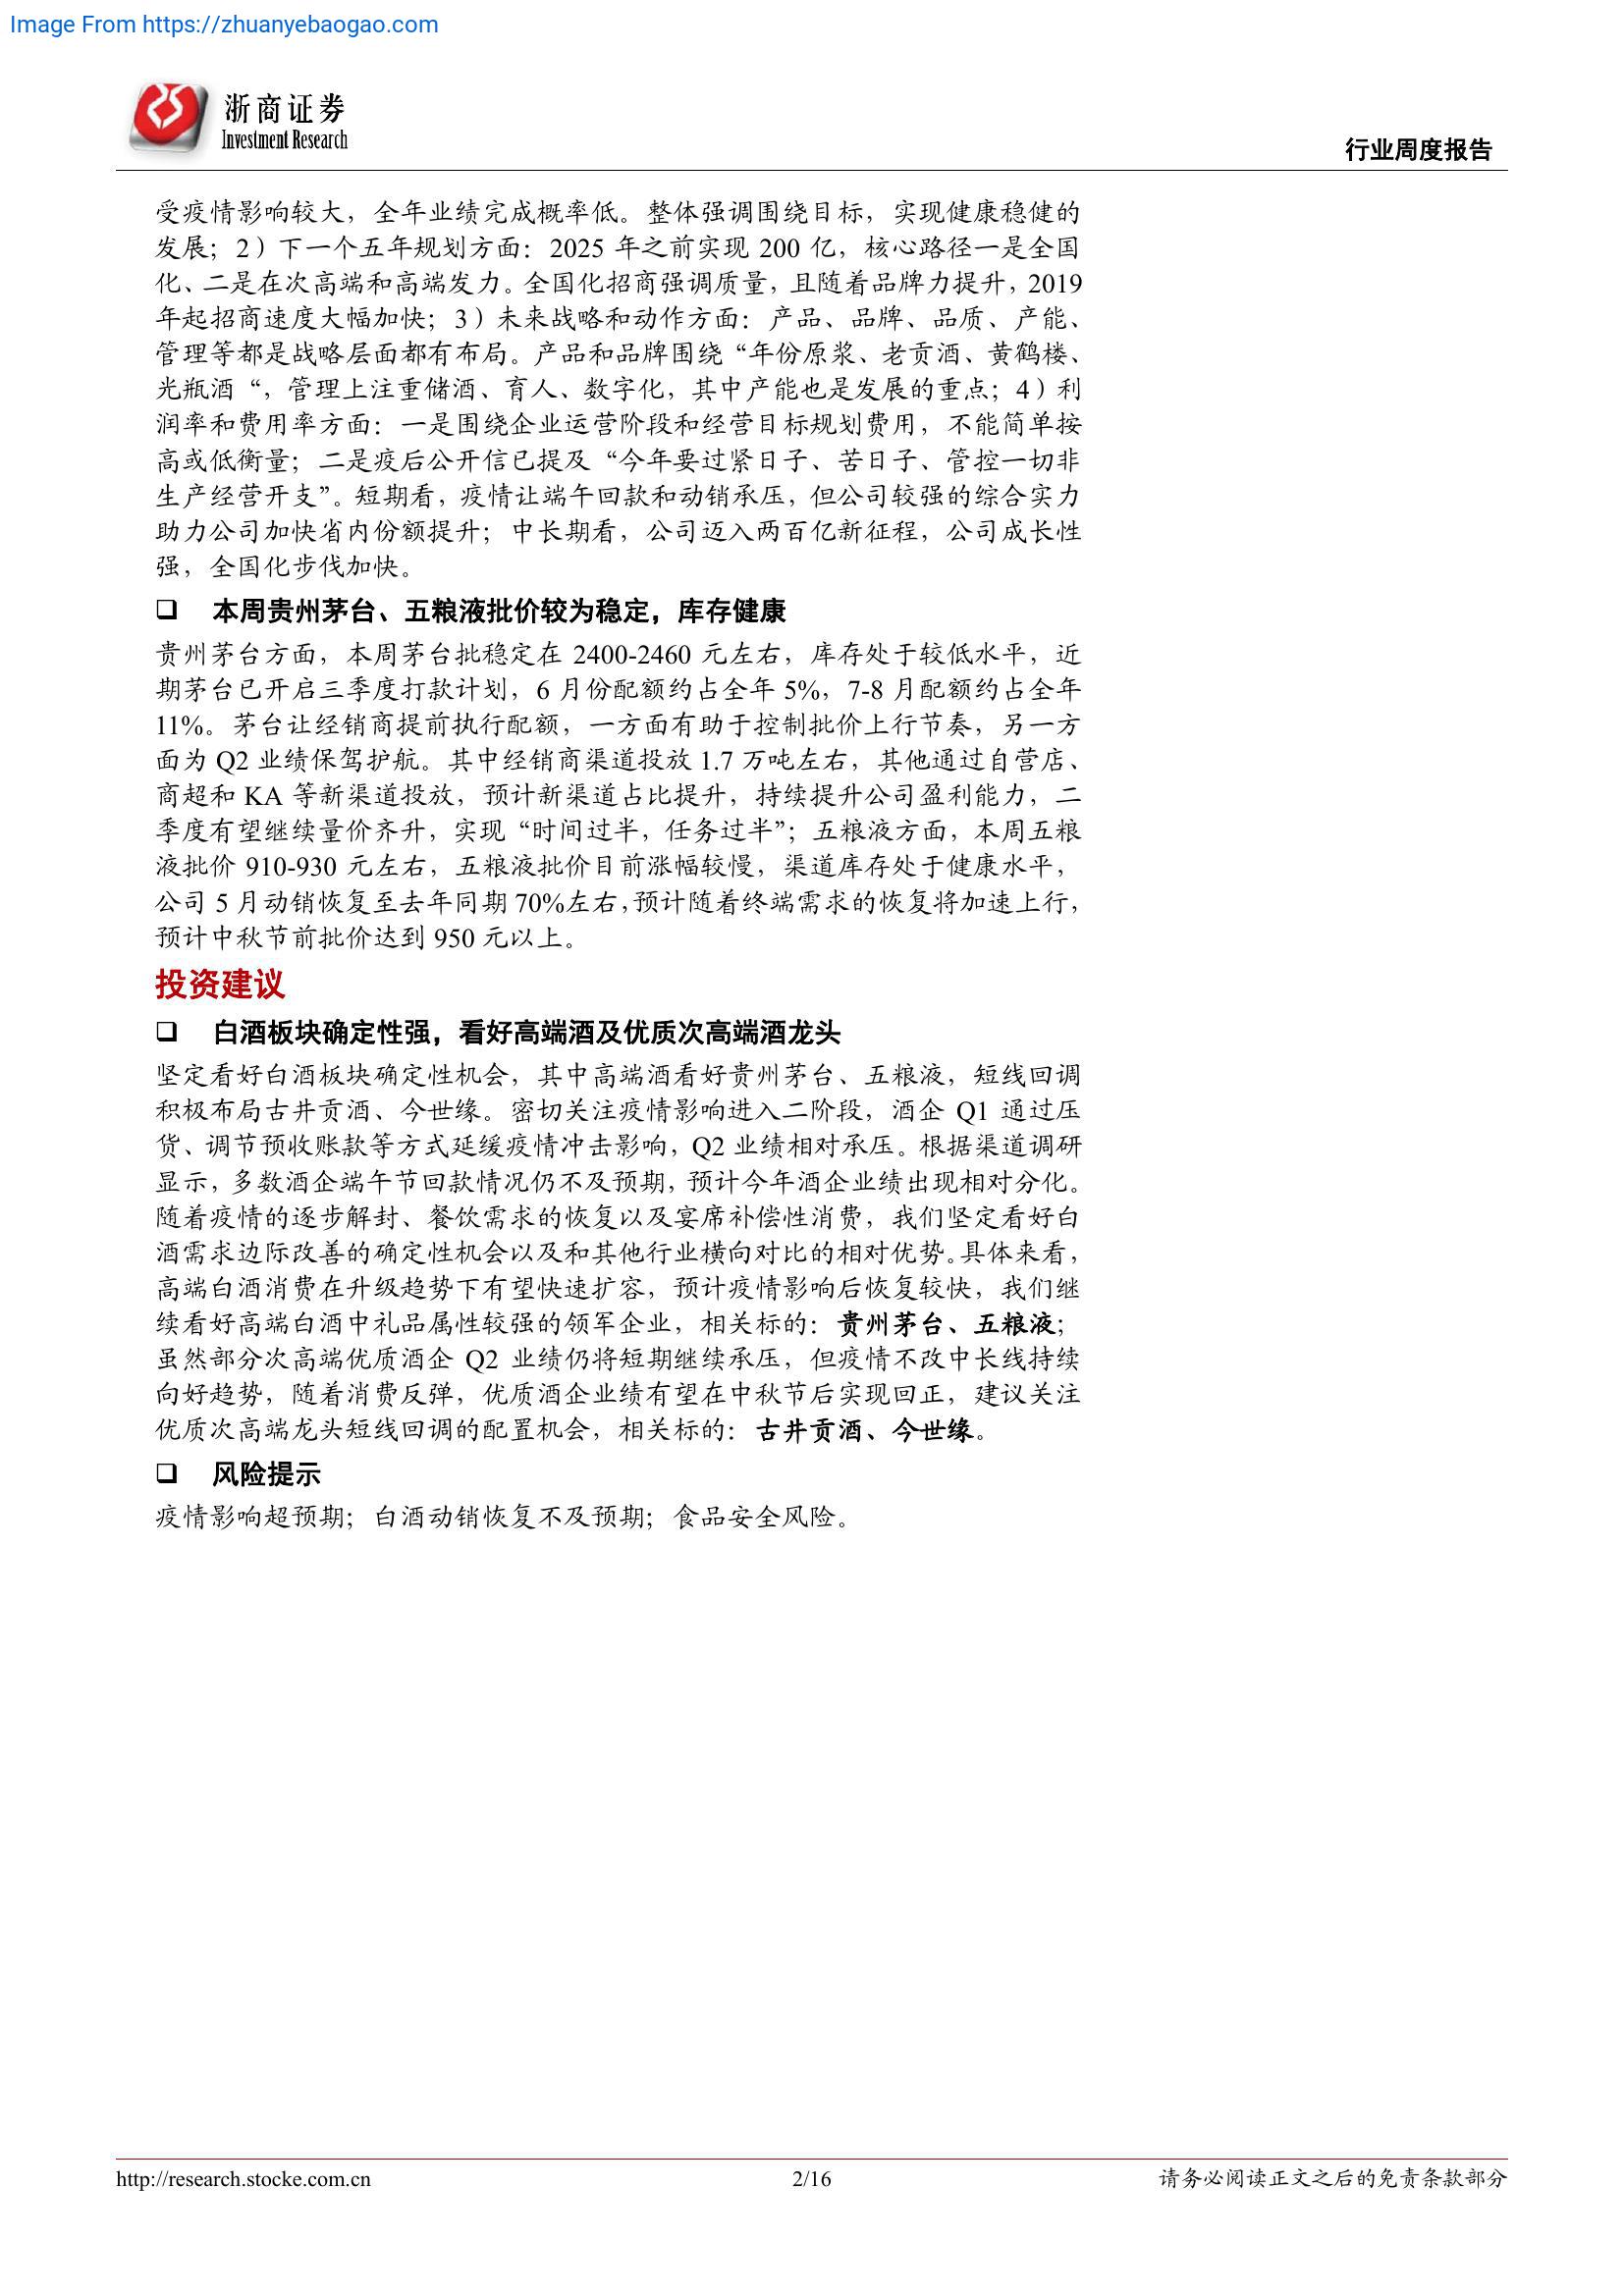 Image From https://zhuanyebaogao.com
浙商证券
Investment Research
行业周度报告
受疫情影响较大，全年业绩完成概率低。整体强调围绕目标，实现健康稳健的
发展；2）下一个五年规划方面：2025 年之前实现 200 亿，核心路径一是全国
化、二是在次高端和高端发力。全国化招商强调质量，且随着品牌力提升，2019
年起招商速度大幅加快；3）未来战略和动作方面：产品、品牌、品质、产能、
管理等都是战略层面都有布局。产品和品牌围绕“年份原浆、老贡酒、黄鹤楼、
光瓶酒“，管理上注重储酒、育人、数字化，其中产能也是发展的重点；4）利
润率和费用率方面：一是围绕企业运营阶段和经营目标规划费用，不能简单按
高或低衡量；二是疫后公开信已提及“今年要过紧日子、苦日子、管控一切非
生产经营开支”。短期看，疫情让端午回款和动销承压，但公司较强的综合实力
助力公司加快省内份额提升；中长期看，公司迈入两百亿新征程，公司成长性
强，全国化步伐加快。
❑ 本周贵州茅台、五粮液批价较为稳定，库存健康
贵州茅台方面，本周茅台批稳定在 2400-2460 元左右，库存处于较低水平，近
期茅台已开启三季度打款计划，6 月份配额约占全年 5%，7-8 月配额约占全年
11%。茅台让经销商提前执行配额，一方面有助于控制批价上行节奏，另一方
面为 Q2 业绩保驾护航。其中经销商渠道投放 1.7 万吨左右，其他通过自营店、
商超和 KA 等新渠道投放，预计新渠道占比提升，持续提升公司盈利能力，二
季度有望继续量价齐升，实现“时间过半，任务过半”；五粮液方面，本周五粮
液批价 910-930 元左右，五粮液批价目前涨幅较慢，渠道库存处于健康水平，
公司 5 月动销恢复至去年同期 70%左右，预计随着终端需求的恢复将加速上行，
预计中秋节前批价达到 950 元以上。
投资建议
❑ 白酒板块确定性强，看好高端酒及优质次高端酒龙头
坚定看好白酒板块确定性机会，其中高端酒看好贵州茅台、五粮液，短线回调
积极布局古井贡酒、今世缘。密切关注疫情影响进入二阶段，酒企 Q1 通过压
货、调节预收账款等方式延缓疫情冲击影响，Q2 业绩相对承压。根据渠道调研
显示，多数酒企端午节回款情况仍不及预期，预计今年酒企业绩出现相对分化。
随着疫情的逐步解封、餐饮需求的恢复以及宴席补偿性消费，我们坚定看好白
酒需求边际改善的确定性机会以及和其他行业横向对比的相对优势。具体来看，
高端白酒消费在升级趋势下有望快速扩容，预计疫情影响后恢复较快，我们继
续看好高端白酒中礼品属性较强的领军企业，相关标的：贵州茅台、五粮液；
虽然部分次高端优质酒企 Q2 业绩仍将短期继续承压，但疫情不改中长线持续
向好趋势，随着消费反弹，优质酒企业绩有望在中秋节后实现回正，建议关注
优质次高端龙头短线回调的配置机会，相关标的：古井贡酒、今世缘。
❑ 风险提示
疫情影响超预期；白酒动销恢复不及预期；食品安全风险。
http://research.stocke.com.cn
2/16
请务必阅读正文之后的免责条款部分